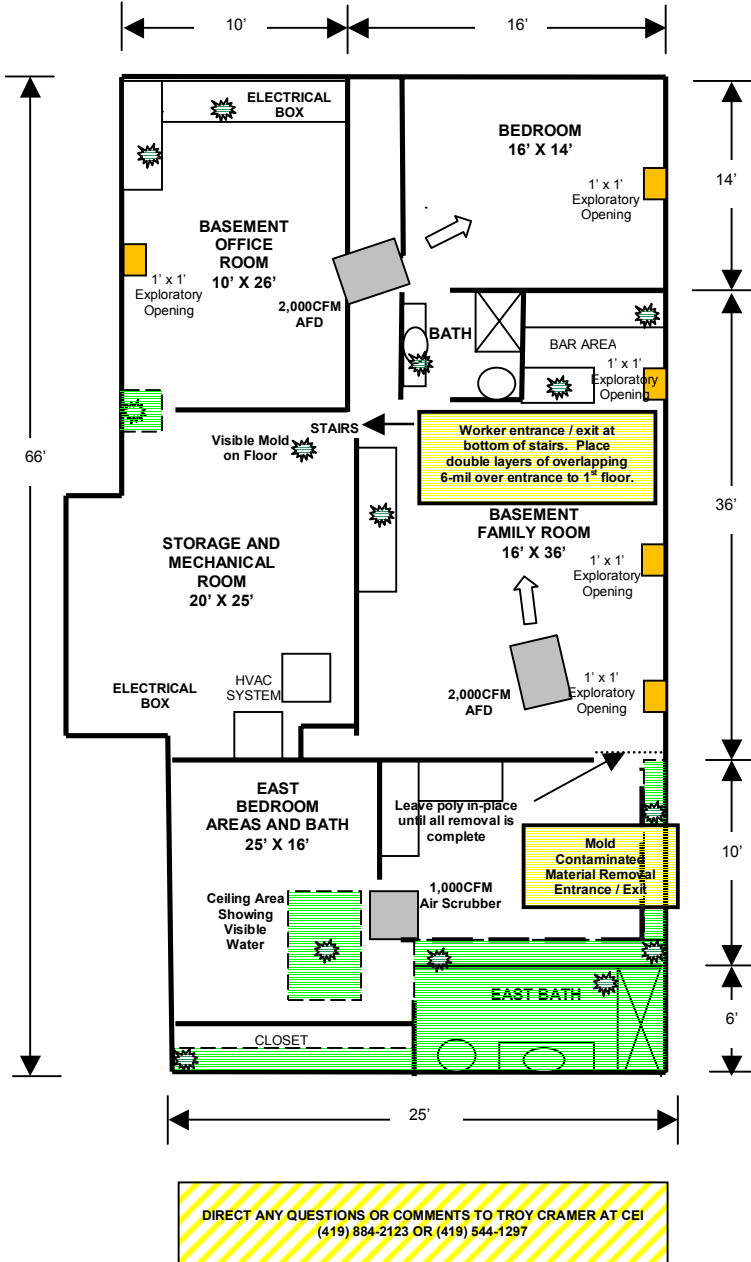 10’
16’
ELECTRICAL
BOX
BEDROOM
16’ X 14’
14’
1’ x 1’
Exploratory
Opening
BASEMENT
OFFICE
ROOM
10’ X 26’
1’ x 1’
Exploratory
Opening
2,000CFM
AFD
BATH
BAR AREA
1’ x 1’
Exploratory
Opening
STAIRS
Visible Mold
on Floor
Worker entrance / exit at
bottom of stairs. Place
double layers of overlapping
6-mil over entrance to 1st floor.
66’
36’
BASEMENT
FAMILY ROOM
16’ X 36’
STORAGE AND
MECHANICAL
ROOM
20’ X 25’
1’ x 1’
Exploratory
Opening
ELECTRICAL
BOX
HVAC
SYSTEM
2,000CFM
AFD
1’ x 1’
Exploratory
Opening
EAST
BEDROOM
AREAS AND BATH
25’ X 16’
Leave poly in-place
until all removal is
complete
Mold
Contaminated
Material Removal
Entrance / Exit
10’
Ceiling Area
Showing
Visible
Water
1,000CFM
Air Scrubber
EAST BATH
6’
CLOSET
25’
DIRECT ANY QUESTIONS OR COMMENTS TO TROY CRAMER AT CEI
(419) 884-2123 OR (419) 544-1297